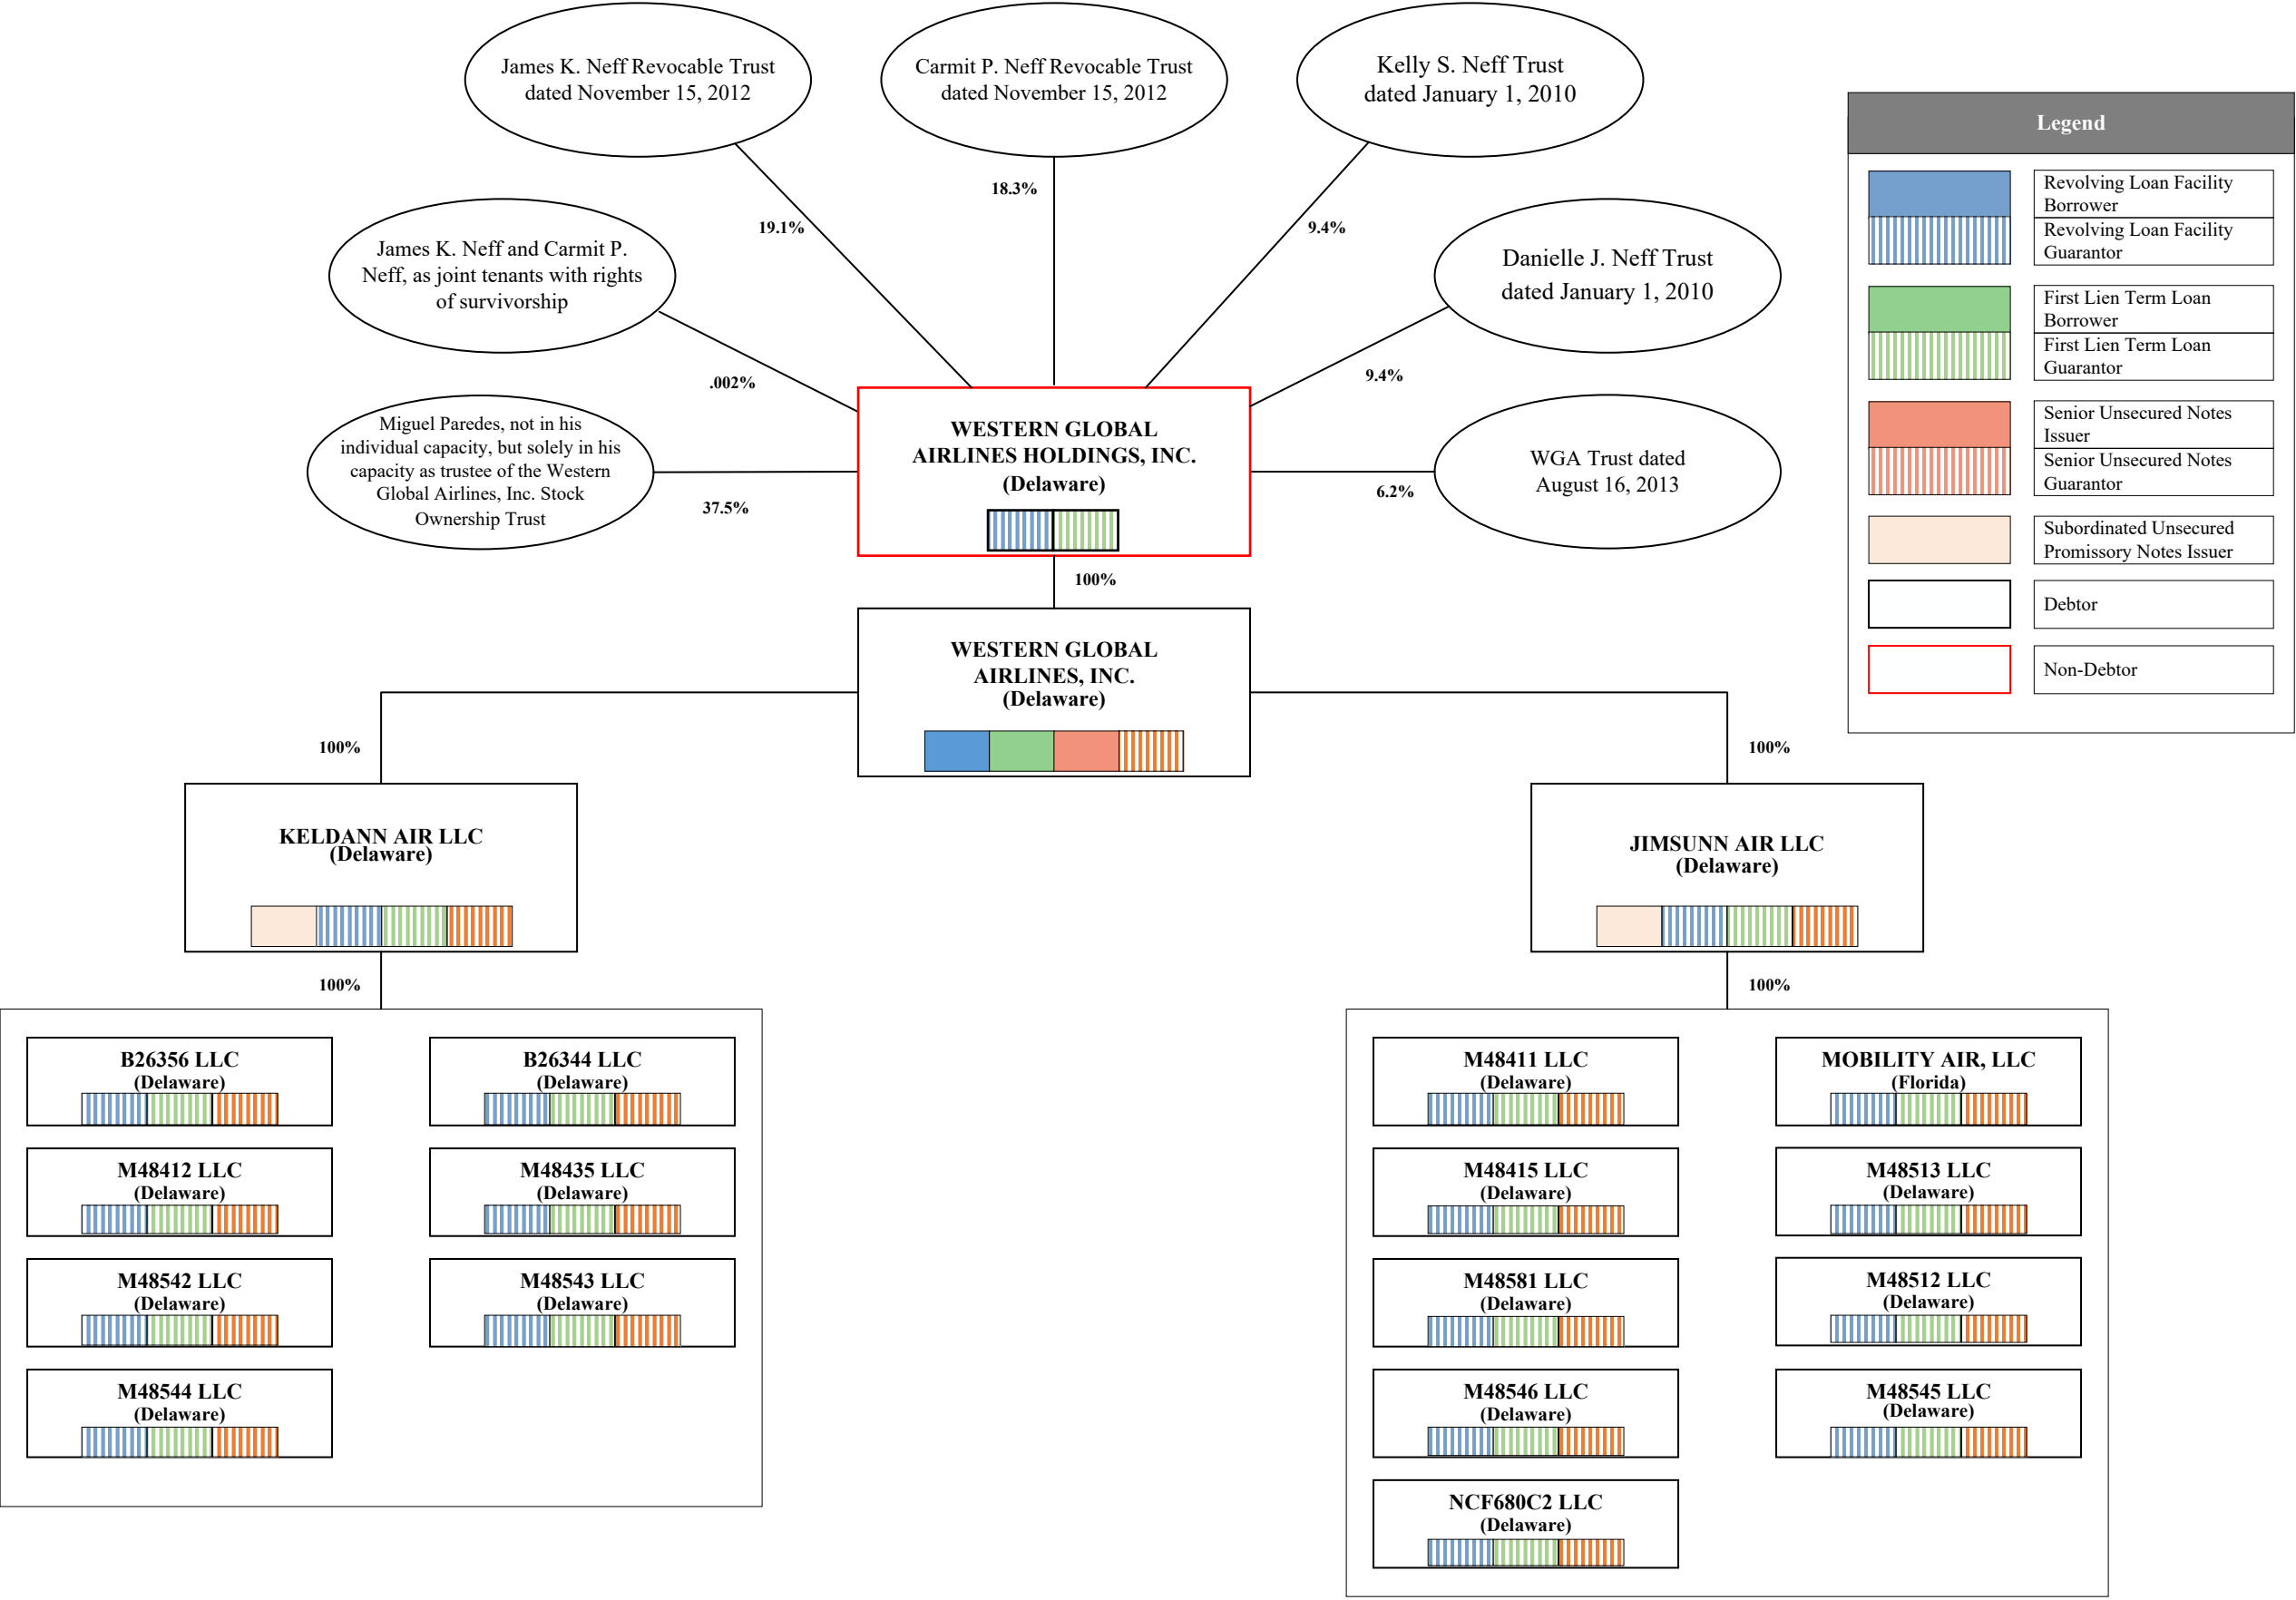 James K. Neff Revocable Trust
dated November 15, 2012
Carmit P. Neff Revocable Trust
dated November 15, 2012
Kelly S. Neff Trust
dated January 1, 2010
James K. Neff and Carmit P.
Neff, as joint tenants with rights
of survivorship
Danielle J. Neff Trust
dated January 1, 2010
Miguel Paredes, not in his
individual capacity, but solely in his
capacity as trustee of the Western
Global Airlines, Inc. Stock
Ownership Trust
WGA Trust dated
August 16, 2013
19.1%
18.3%
9.4%
.002%
9.4%
37.5%
6.2%
WESTERN GLOBAL
AIRLINES HOLDINGS, INC.
(Delaware)
100%
WESTERN GLOBAL
AIRLINES, INC.
(Delaware)
100%
100%
KELDANN AIR LLC
(Delaware)
JIMSUNN AIR LLC
(Delaware)
100%
100%
B26356 LLC
(Delaware)
B26344 LLC
(Delaware)
M48412 LLC
(Delaware)
M48435 LLC
(Delaware)
M48542 LLC
(Delaware)
M48543 LLC
(Delaware)
M48544 LLC
(Delaware)
M48411 LLC
(Delaware)
MOBILITY AIR, LLC
(Florida)
M48415 LLC
(Delaware)
M48513 LLC
(Delaware)
M48581 LLC
(Delaware)
M48512 LLC
(Delaware)
M48546 LLC
(Delaware)
M48545 LLC
(Delaware)
NCF680C2 LLC
(Delaware)
Legend
Revolving Loan Facility
Borrower
Revolving Loan Facility
Guarantor
First Lien Term Loan
Borrower
First Lien Term Loan
Guarantor
Senior Unsecured Notes
Issuer
Senior Unsecured Notes
Guarantor
Subordinated Unsecured
Promissory Notes Issuer
Debtor
Non-Debtor